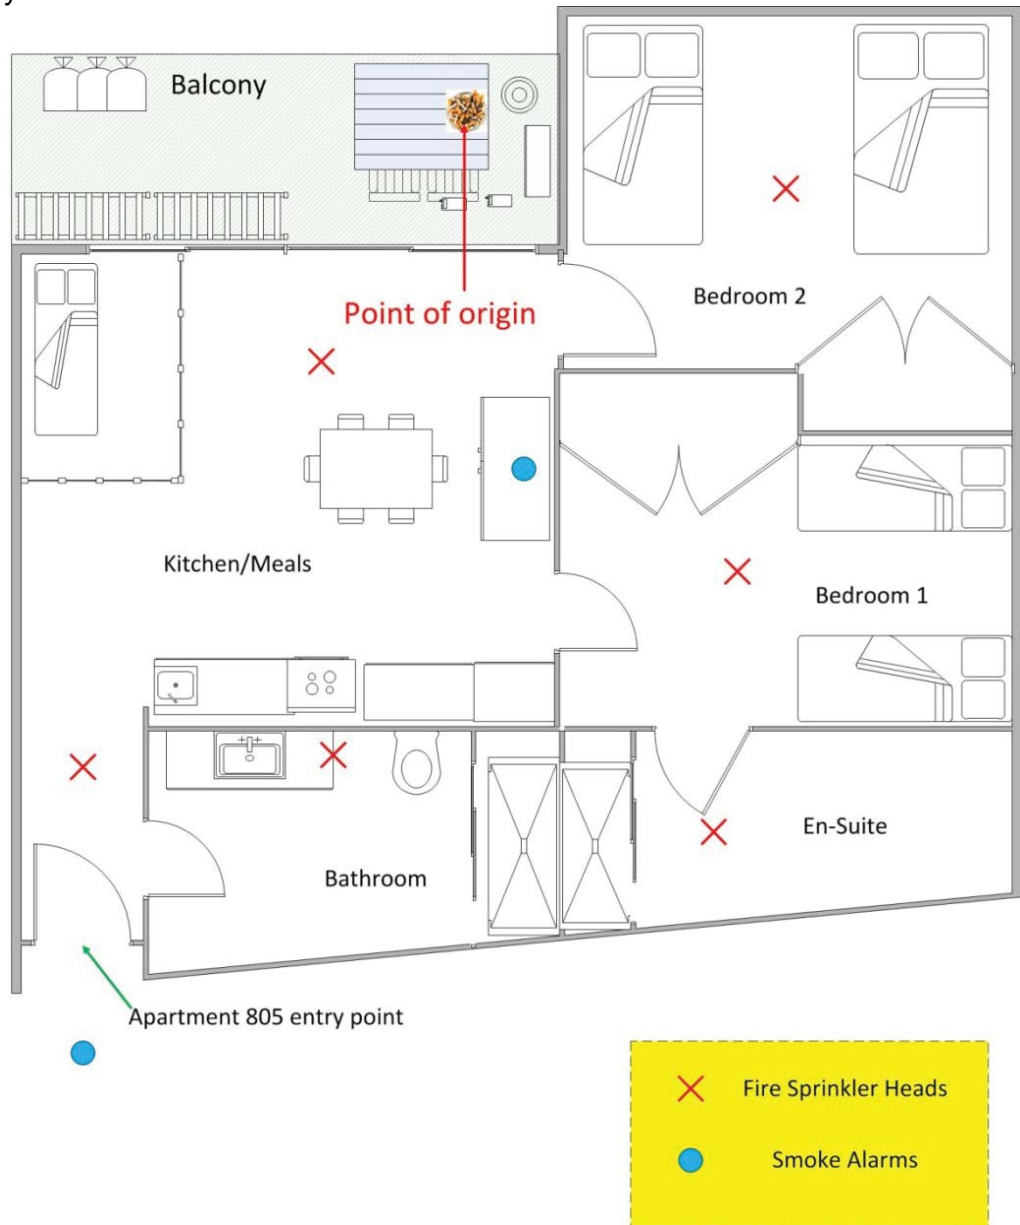 y
Balcony
Point of origin
Bedroom 2
Kitchen/Meals
Bedroom 1
En-Suite
Bathroom
Apartment 805 entry point
Fire Sprinkler Heads
Smoke Alarms